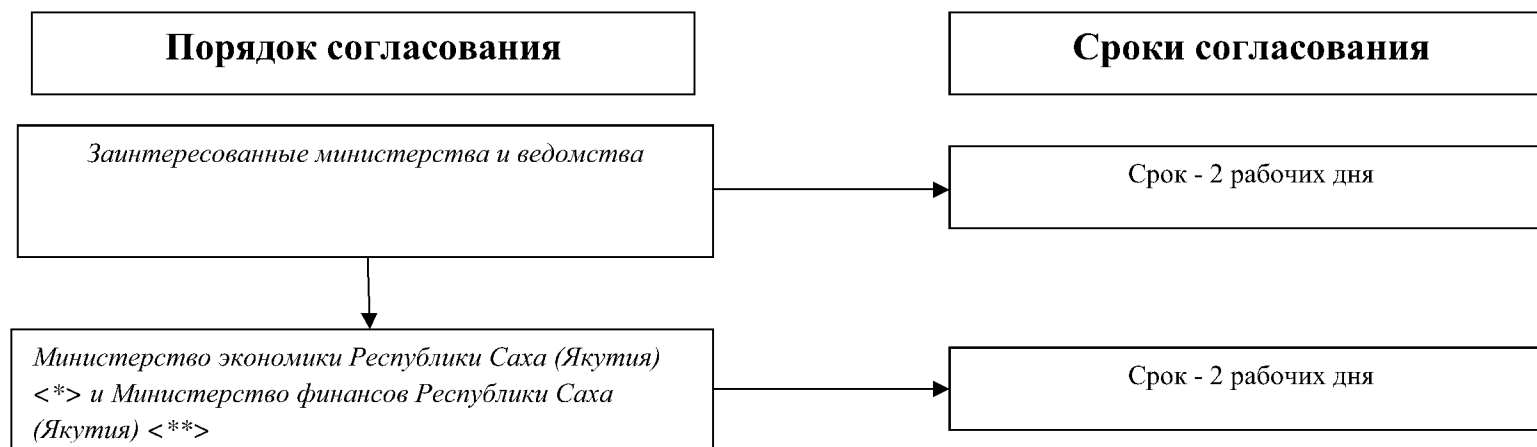 Порядок согласования
Сроки согласования
Заинтересованные министерства и ведомства
Срок - 2 рабочих дня
Министерство экономики Республики Саха (Якутия)
<*> и Министерство финансов Республики Саха
(Якутия) <**>
Срок - 2 рабочих дня